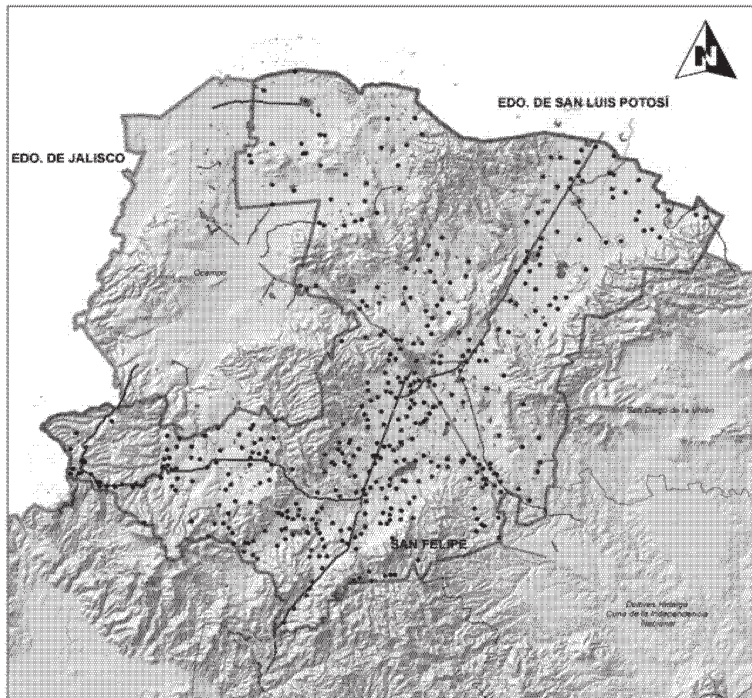 N
EDO. DE SAN LUIS POTOSÍ
EDO. DE JALISCO
Ocampo
San Diego de la Unión
SAN FELIPE
Dolores Hidalgo
Cuna de la Independencia
Nacional